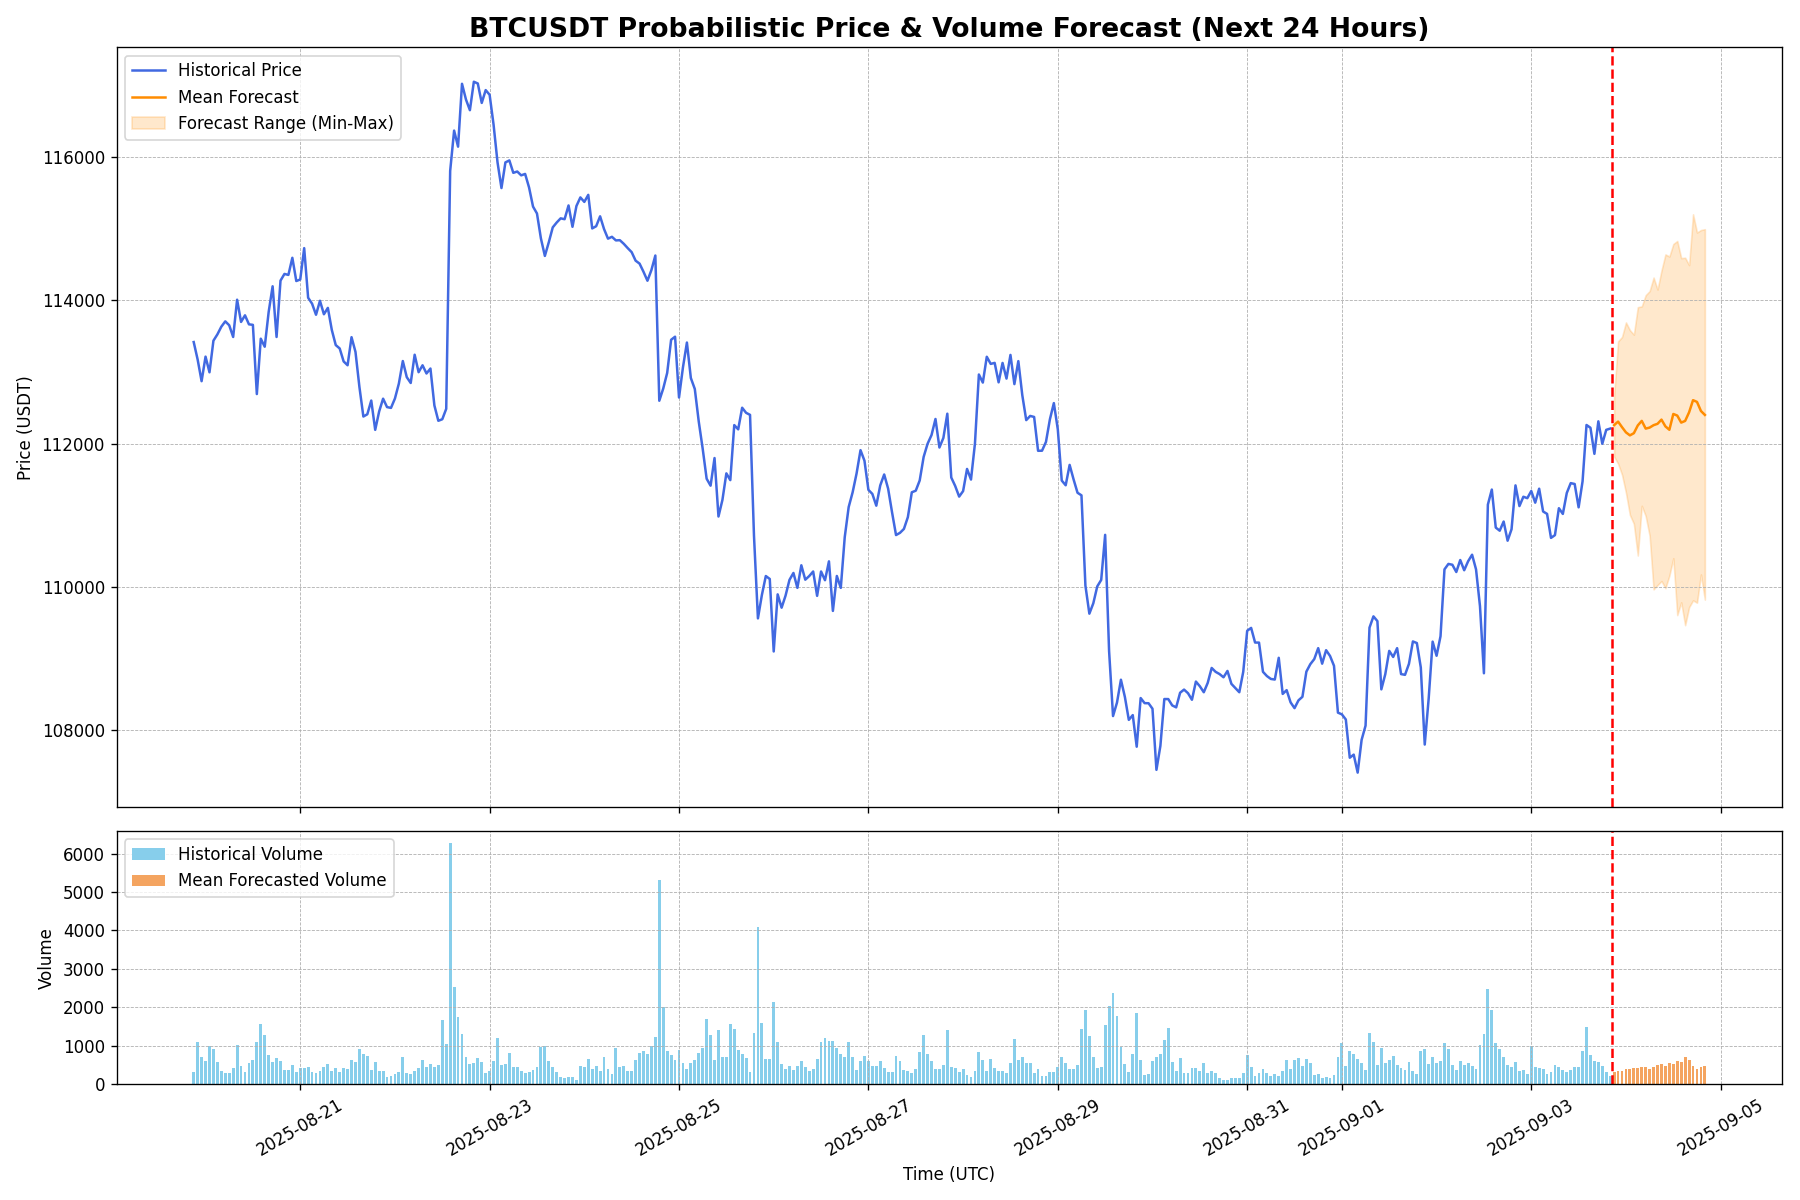 BTCUSDT Probabilistic Price & Volume Forecast (Next 24 Hours)
Historical Price
Mean Forecast
Forecast Range (Min-Max)
116000
114000
112000
110000
108000
Price (USDT)
Historical Volume
Mean Forecasted Volume
6000
5000
4000
3000
2000
1000
0
Volume
2025-08-21
2025-08-23
2025-08-25
2025-08-27
2025-08-29
2025-08-31
2025-09-01
2025-09-03
2025-09-05
Time (UTC)